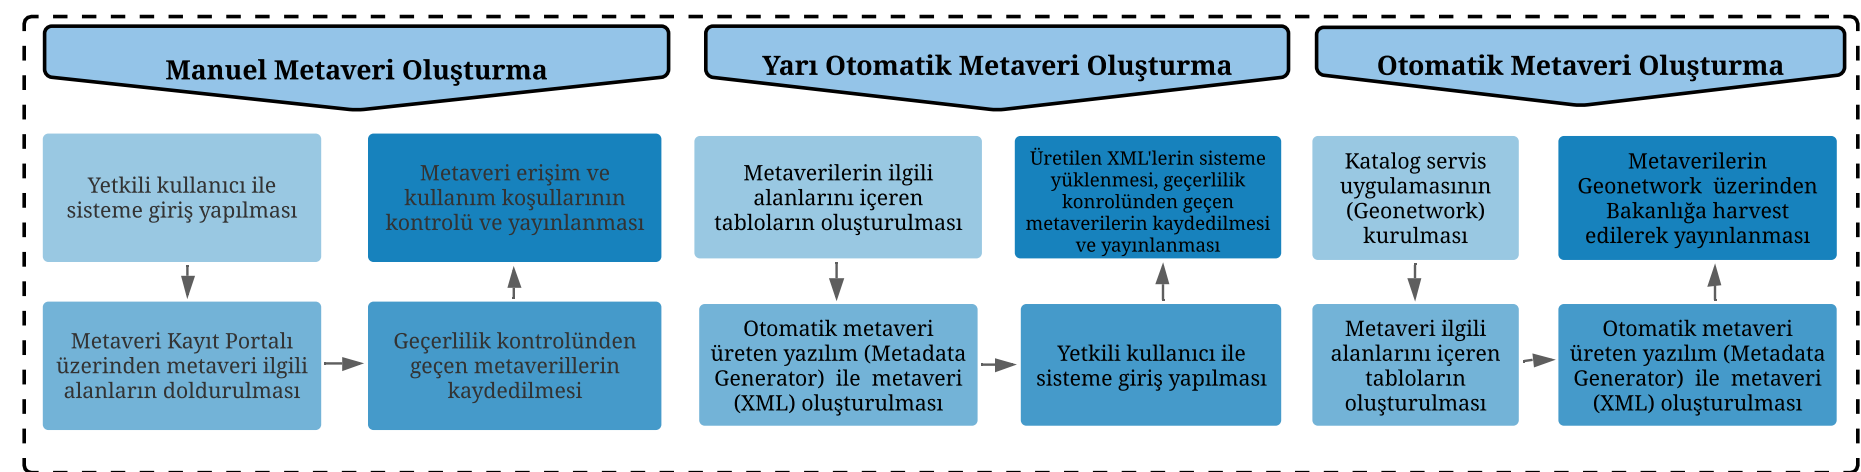 Manuel Metaveri Oluşturma
Yetkili kullanıcı ile
sisteme giriş yapılması
Metaveri Kayıt Portalı
üzerinden metaveri ilgili
alanların doldurulması
Geçerlilik kontrolünden
geçen metaverillerin
kaydedilmesi
Metaveri erişim ve
kullanım koşullarının
kontrolü ve yayınlanması
Yarı Otomatik Metaveri Oluşturma
Metaverilerin ilgili
alanlarını içeren
tabloların oluşturulması
Otomatik metaveri
üreten yazılım (Metadata
Generator) ile metaveri
(XML) oluşturulması
Yetkili kullanıcı ile
sisteme giriş yapılması
Üretilen XML'lerin sisteme
yüklenmesi, geçerlilik
konrolünden geçen
metaverilerin kaydedilmesi
ve yayınlanması
Otomatik Metaveri Oluşturma
Katalog servis
uygulamasının
(Geonetwork)
kurulması
Metaveri ilgili
alanlarını içeren
tabloların
oluşturulması
Otomatik metaveri
üreten yazılım (Metadata
Generator) ile metaveri
(XML) oluşturulması
Metaverilerin
Geonetwork üzerinden
Bakanlığa harvest
edilerek yayınlanması